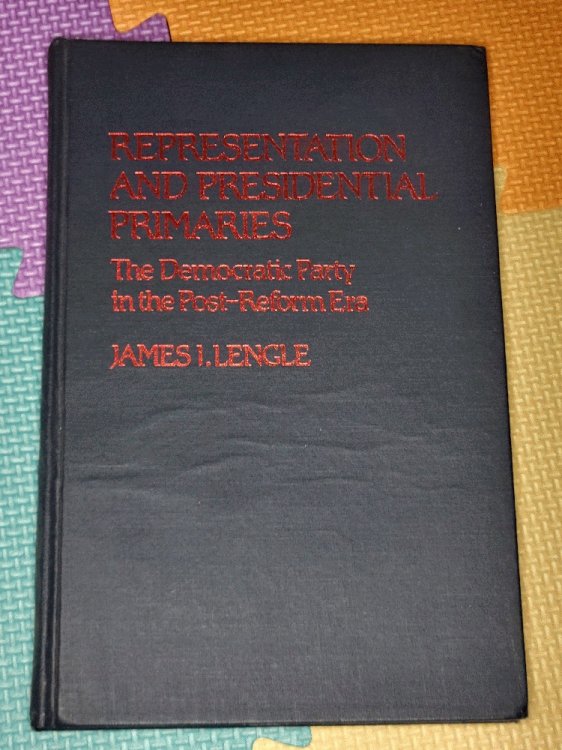 REPRESENTATION
AND PRESIDENTIAL
PRIMARIES
The Democratic Party
in the Post-Reform Era
JAMES I. LENGLE